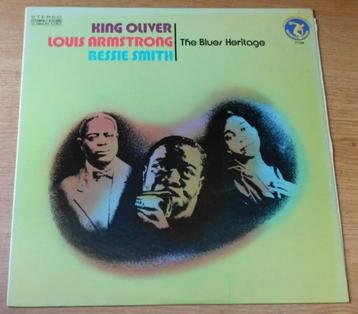 STEREO
KING OLIVER
LOUIS ARMSTRONG
BESSIE SMITH
The Blues Heritage